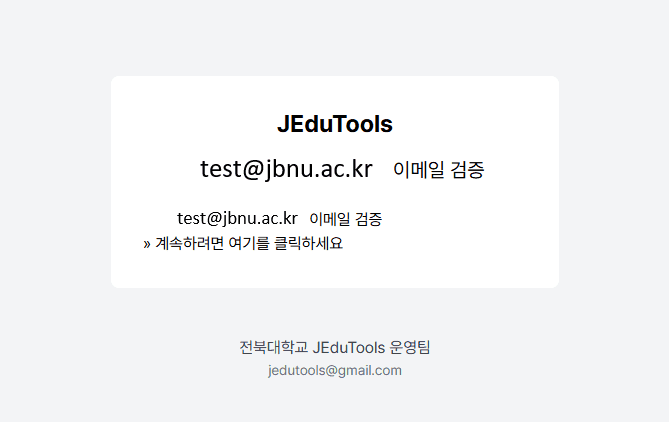 JEduTools
test@jbnu.ac.kr 이메일 검증
test@jbnu.ac.kr 이메일 검증
» 계속하려면 여기를 클릭하세요
전북대학교 JEduTools 운영팀
jedutools@gmail.com